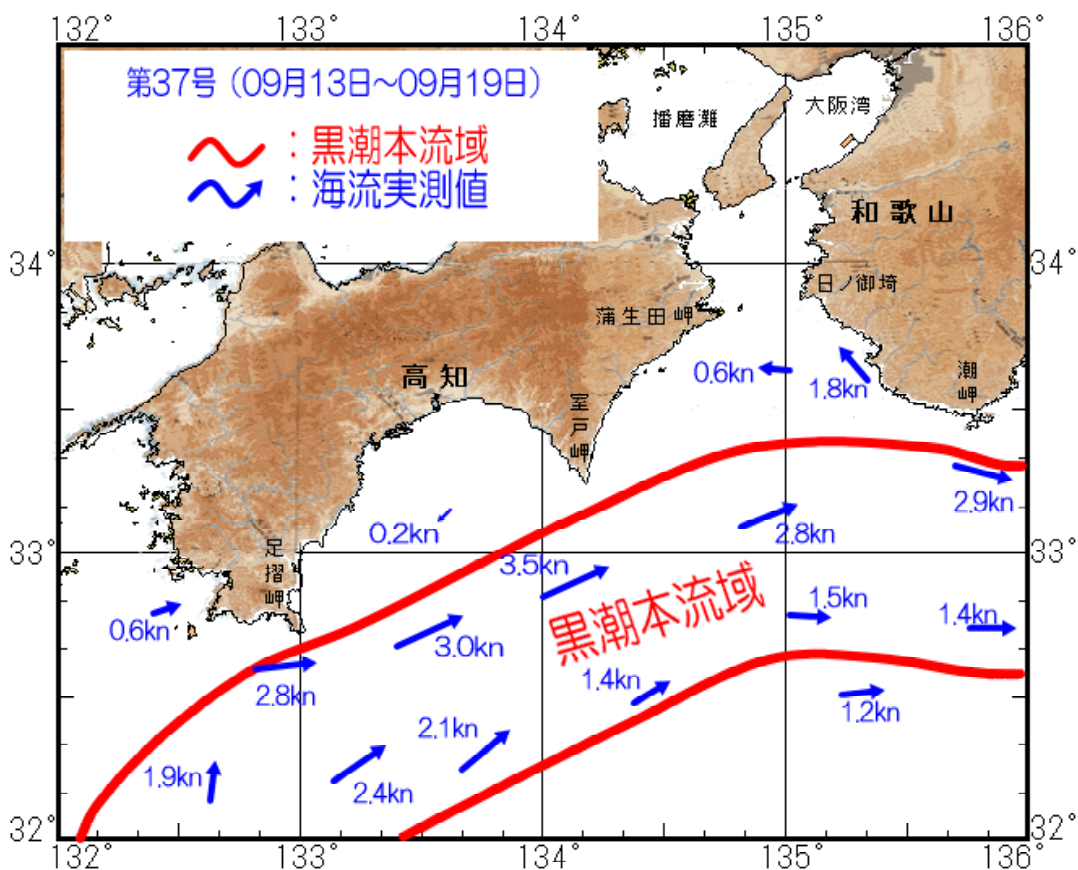 132° 133° 134° 135° 136°
第37号（09月13日～09月19日）
：黒潮本流域
：海流実測値
播磨灘
大阪湾
和歌山
34° 34°
日ノ御埼
蒲生田岬
高知
室戸岬
潮岬
0.6kn
1.8kn
2.9kn
0.2kn
2.8kn
33° 33°
3.5kn
足摺岬
黒潮本流域
1.5kn
1.4kn
0.6kn
3.0kn
2.8kn
1.4kn
1.2kn
2.1kn
1.9kn
2.4kn
32° 32°
132° 133° 134° 135° 136°